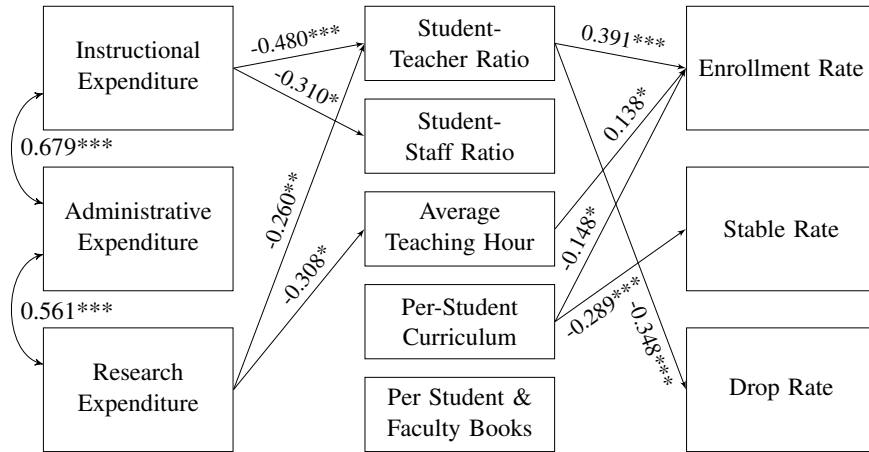 Instructional
Expenditure
Administrative
Expenditure
Research
Expenditure
0.679***
0.561***
-0.480***
-0.310*
-0.260**
-0.308*
Student-
Teacher Ratio
Student-
Staff Ratio
Average
Teaching Hour
Per-Student
Curriculum
Per Student &
Faculty Books
0.391***
0.138*
-0.148*
-0.289***
-0.348***
Enrollment Rate
Stable Rate
Drop Rate